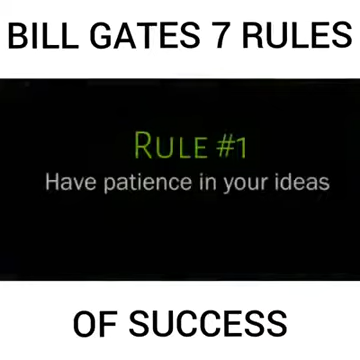 BILL GATES 7 RULES
RULE #1
Have patience in your ideas
OF SUCCESS